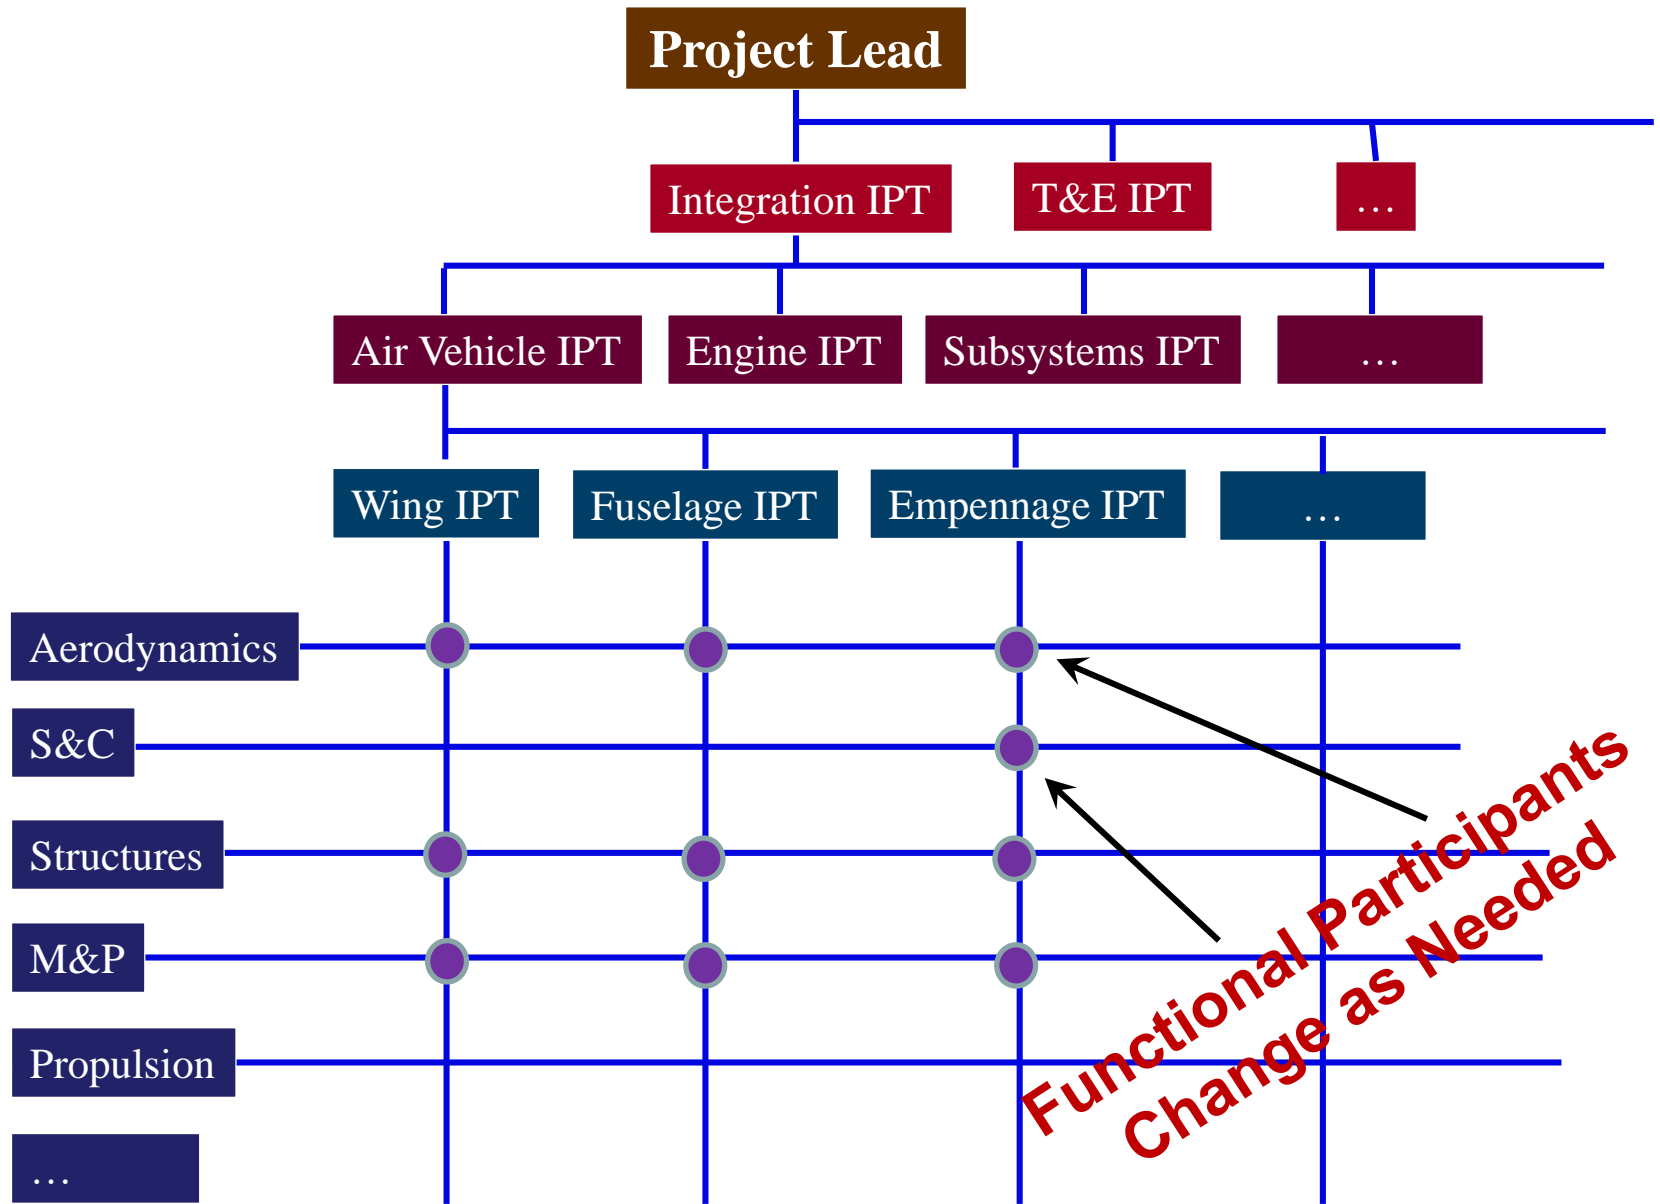 Project Lead
Integration IPT
T&E IPT
…
Air Vehicle IPT
Engine IPT
Subsystems IPT
…
Wing IPT
Fuselage IPT
Empennage IPT
…
Aerodynamics
S&C
Structures
M&P
Propulsion
…
Functional Participants
Change as Needed